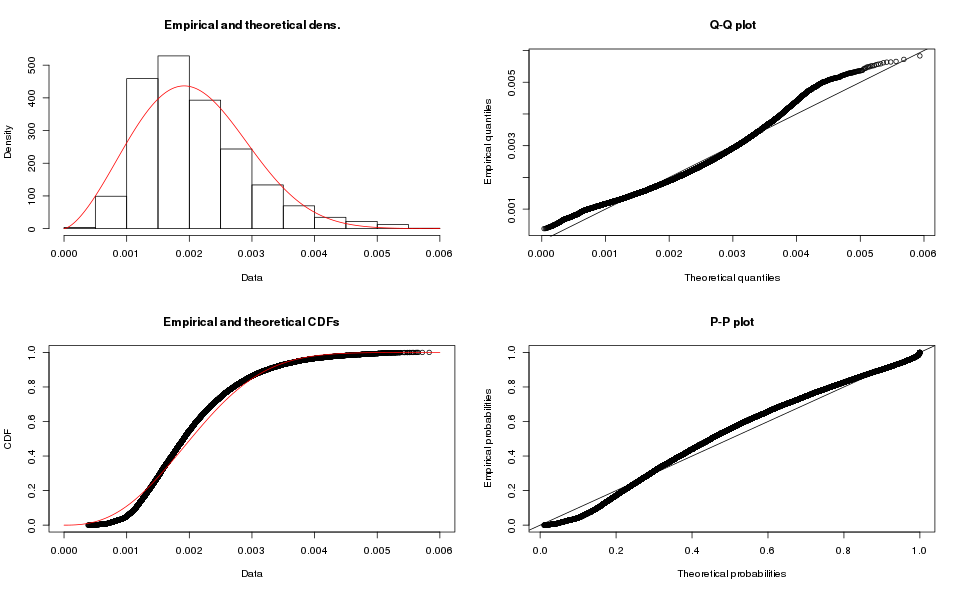 Empirical and theoretical dens.
Density
0 100 200 300 400 500
0.000 0.001 0.002 0.003 0.004 0.005 0.006
Data
Q-Q plot
Empirical quantiles
0.001 0.003 0.005
0.000 0.001 0.002 0.003 0.004 0.005 0.006
Theoretical quantiles
Empirical and theoretical CDFs
CDF
0.0 0.2 0.4 0.6 0.8 1.0
0.000 0.001 0.002 0.003 0.004 0.005 0.006
Data
P-P plot
Empirical probabilities
0.0 0.2 0.4 0.6 0.8 1.0
0.0 0.2 0.4 0.6 0.8 1.0
Theoretical probabilities